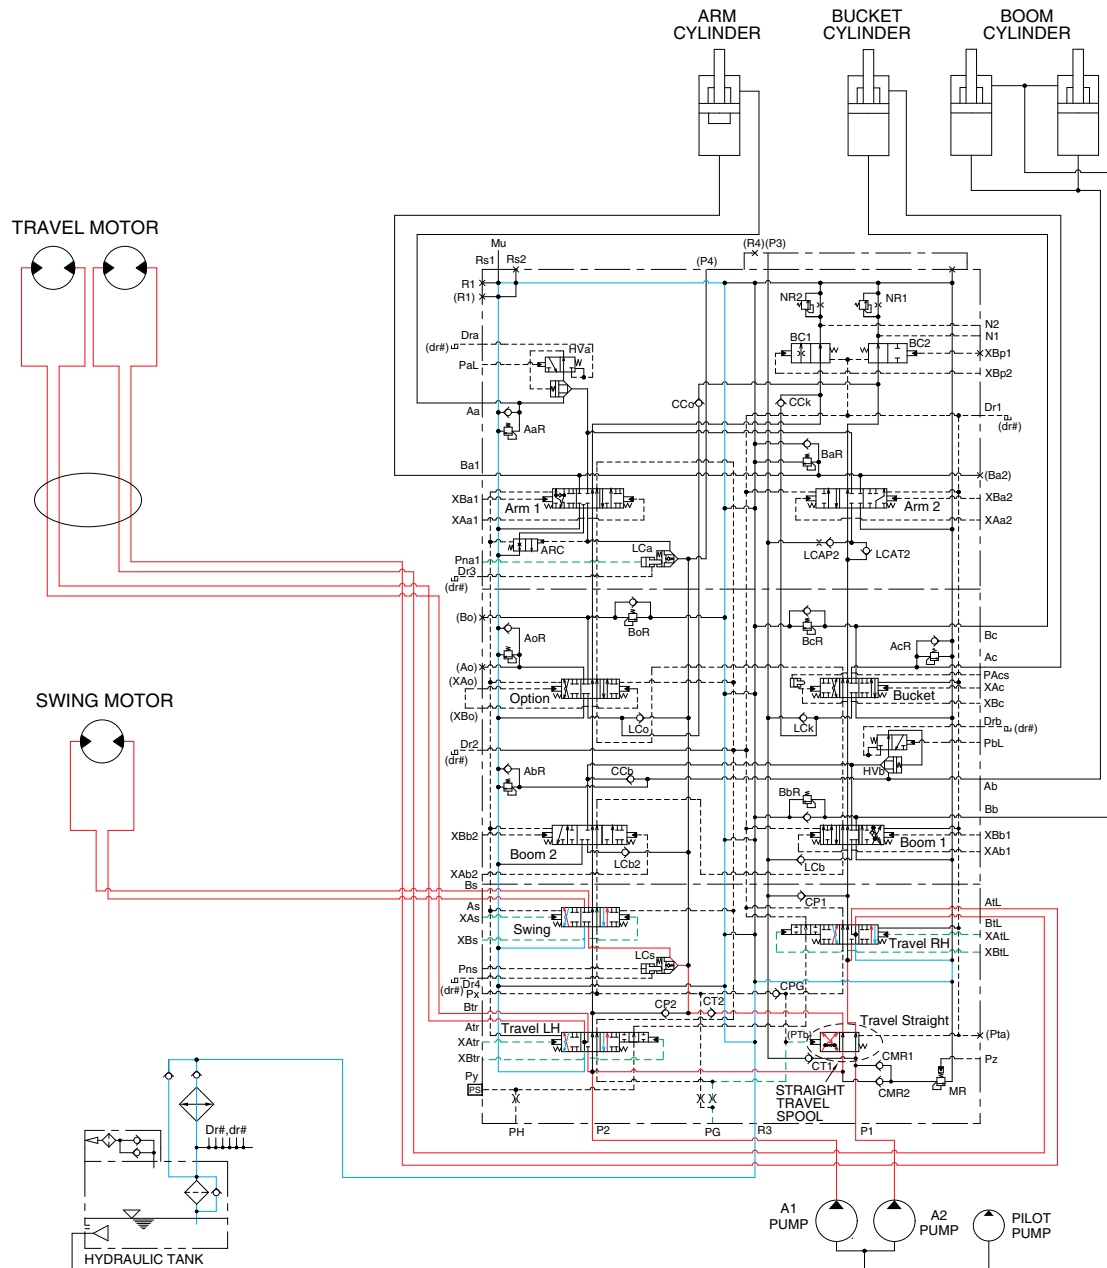 ARM
CYLINDER
BUCKET
CYLINDER
BOOM
CYLINDER
TRAVEL MOTOR
Mu
Rs1
Rs2
(R4)(P3)
(P4)
R1
(R1)
NR2
NR1
N2
N1
Dra
(dr#)
HVa
PaL
BC1
BC2
XBp1
XBp2
CCo
CCk
Dr1
(dr#)
Aa
AaR
BaR
Ba1
(Ba2)
XBa1
Arm 1
Arm 2
XBa2
XAa1
XAa2
ARC
LCa
LCAP2
LCAT2
Pna1
Dr3
(dr#)
(Bo)
BoR
BcR
Bc
AoR
AcR
Ac
(Ao)
(XAo)
PAcs
XAc
Option
Bucket
XBc
(XBo)
LCo
LCk
Drb
(dr#)
Dr2
(dr#)
PbL
HVb
AbR
CCb
Ab
BbR
Bb
XBb2
Boom 2
Boom 1
XBb1
XAb1
LCb2
LCb
XAb2
SWING MOTOR
Bs
As
CP1
AtL
XAs
Swing
BtL
XAtL
XBs
Travel RH
XBtL
LCs
Pns
Dr4
(dr#)
Px
CPG
CP2
CT2
Btr
Travel Straight
Atr
Travel LH
(PTb)
(Pta)
XAtr
XBtr
CT1
CMR1
Pz
Py
PS
STRAIGHT
TRAVEL
SPOOL
CMR2
MR
PH
P2
PG
R3
P1
Dr#,dr#
A1
PUMP
A2
PUMP
PILOT
PUMP
HYDRAULIC TANK